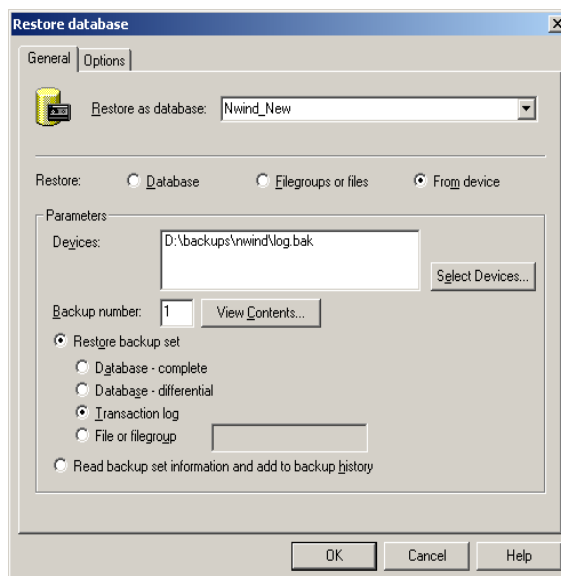 Restore database
General Options
Restore as database: Nwind_New
Restore: Database Filegroups or files From device
Parameters
Devices: D:\backups\nwind\log.bak
Select Devices...
Backup number: 1 View Contents...
Restore backup set
Database - complete
Database - differential
Transaction log
File or filegroup
Read backup set information and add to backup history
OK Cancel Help